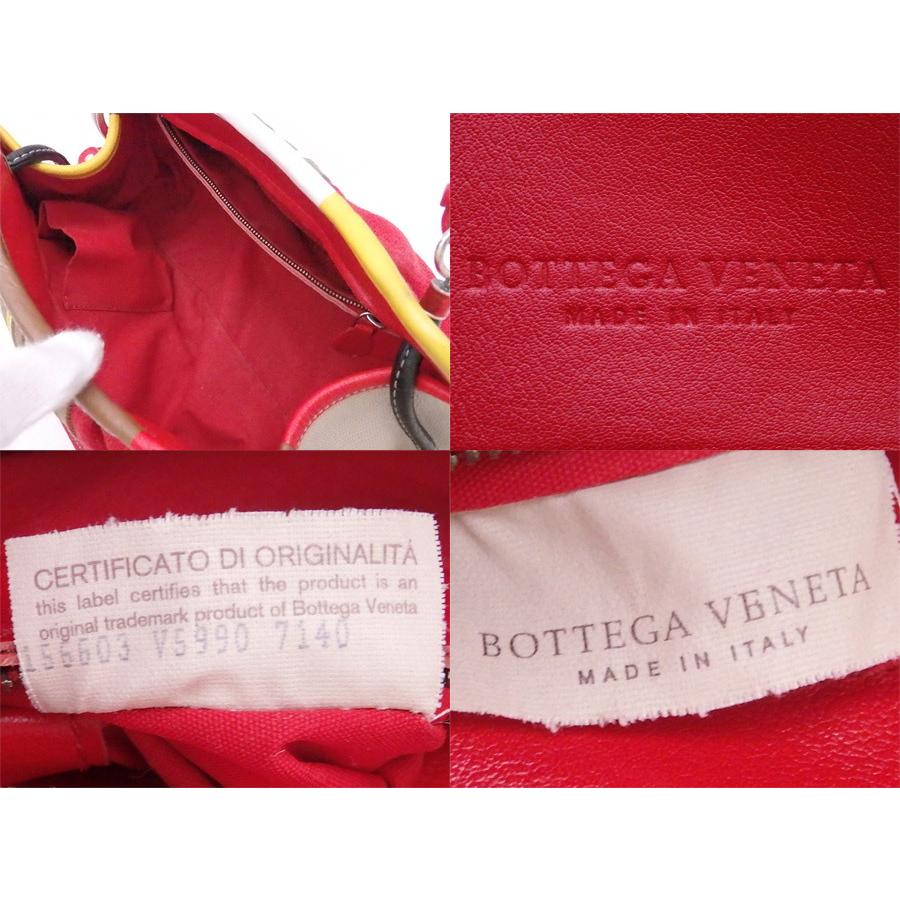 BOTTEGA VENETA
MADE IN ITALY
CERTIFICATO DI ORIGINALITÁ
this label certifies that the product is an
original trademark product of Bottega Veneta
156603 V5990 7140
BOTTEGA VENETA
MADE IN ITALY